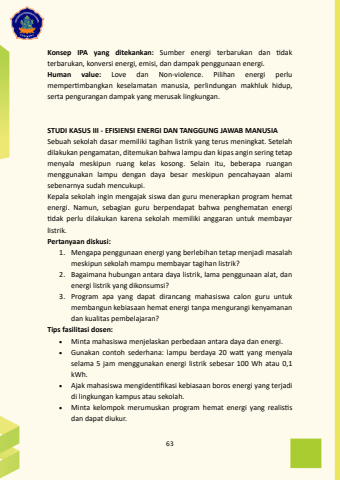 Konsep IPA yang ditekankan: Sumber energi terbarukan dan tidak
terbarukan, konversi energi, emisi, dan dampak penggunaan energi.
Human value: Love dan Non-violence. Pilihan energi perlu
mempertimbangkan keselamatan manusia, perlindungan makhluk hidup,
serta pengurangan dampak yang merusak lingkungan.
STUDI KASUS III - EFISIENSI ENERGI DAN TANGGUNG JAWAB MANUSIA
Sebuah sekolah dasar memiliki tagihan listrik yang terus meningkat. Setelah
dilakukan pengamatan, ditemukan bahwa lampu dan kipas angin sering tetap
menyala meskipun ruang kelas kosong. Selain itu, beberapa ruangan
menggunakan lampu dengan daya besar meskipun pencahayaan alami
sebenarnya sudah mencukupi.
Kepala sekolah ingin mengajak siswa dan guru menerapkan program hemat
energi. Namun, sebagian guru berpendapat bahwa penghematan energi
tidak perlu dilakukan karena sekolah memiliki anggaran untuk membayar
listrik.
Pertanyaan diskusi:
1. Mengapa penggunaan energi yang berlebihan tetap menjadi masalah
meskipun sekolah mampu membayar tagihan listrik?
2. Bagaimana hubungan antara daya listrik, lama penggunaan alat, dan
energi listrik yang dikonsumsi?
3. Program apa yang dapat dirancang mahasiswa calon guru untuk
membangun kebiasaan hemat energi tanpa mengurangi kenyamanan
dan kualitas pembelajaran?
Tips fasilitasi dosen:
• Minta mahasiswa menjelaskan perbedaan antara daya dan energi.
• Gunakan contoh sederhana: lampu berdaya 20 watt yang menyala
selama 5 jam menggunakan energi listrik sebesar 100 Wh atau 0,1
kWh.
• Ajak mahasiswa mengidentifikasi kebiasaan boros energi yang terjadi
di lingkungan kampus atau sekolah.
• Minta kelompok merumuskan program hemat energi yang realistis
dan dapat diukur.
63